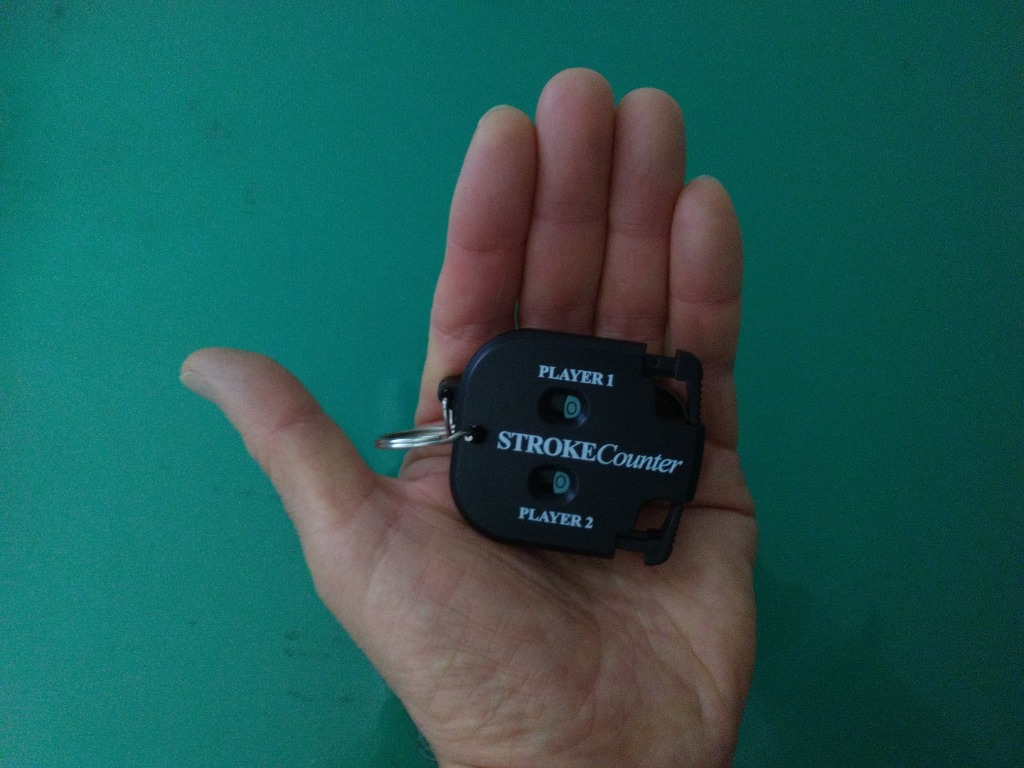 PLAYER 1
0
STROKECounter
0
PLAYER 2